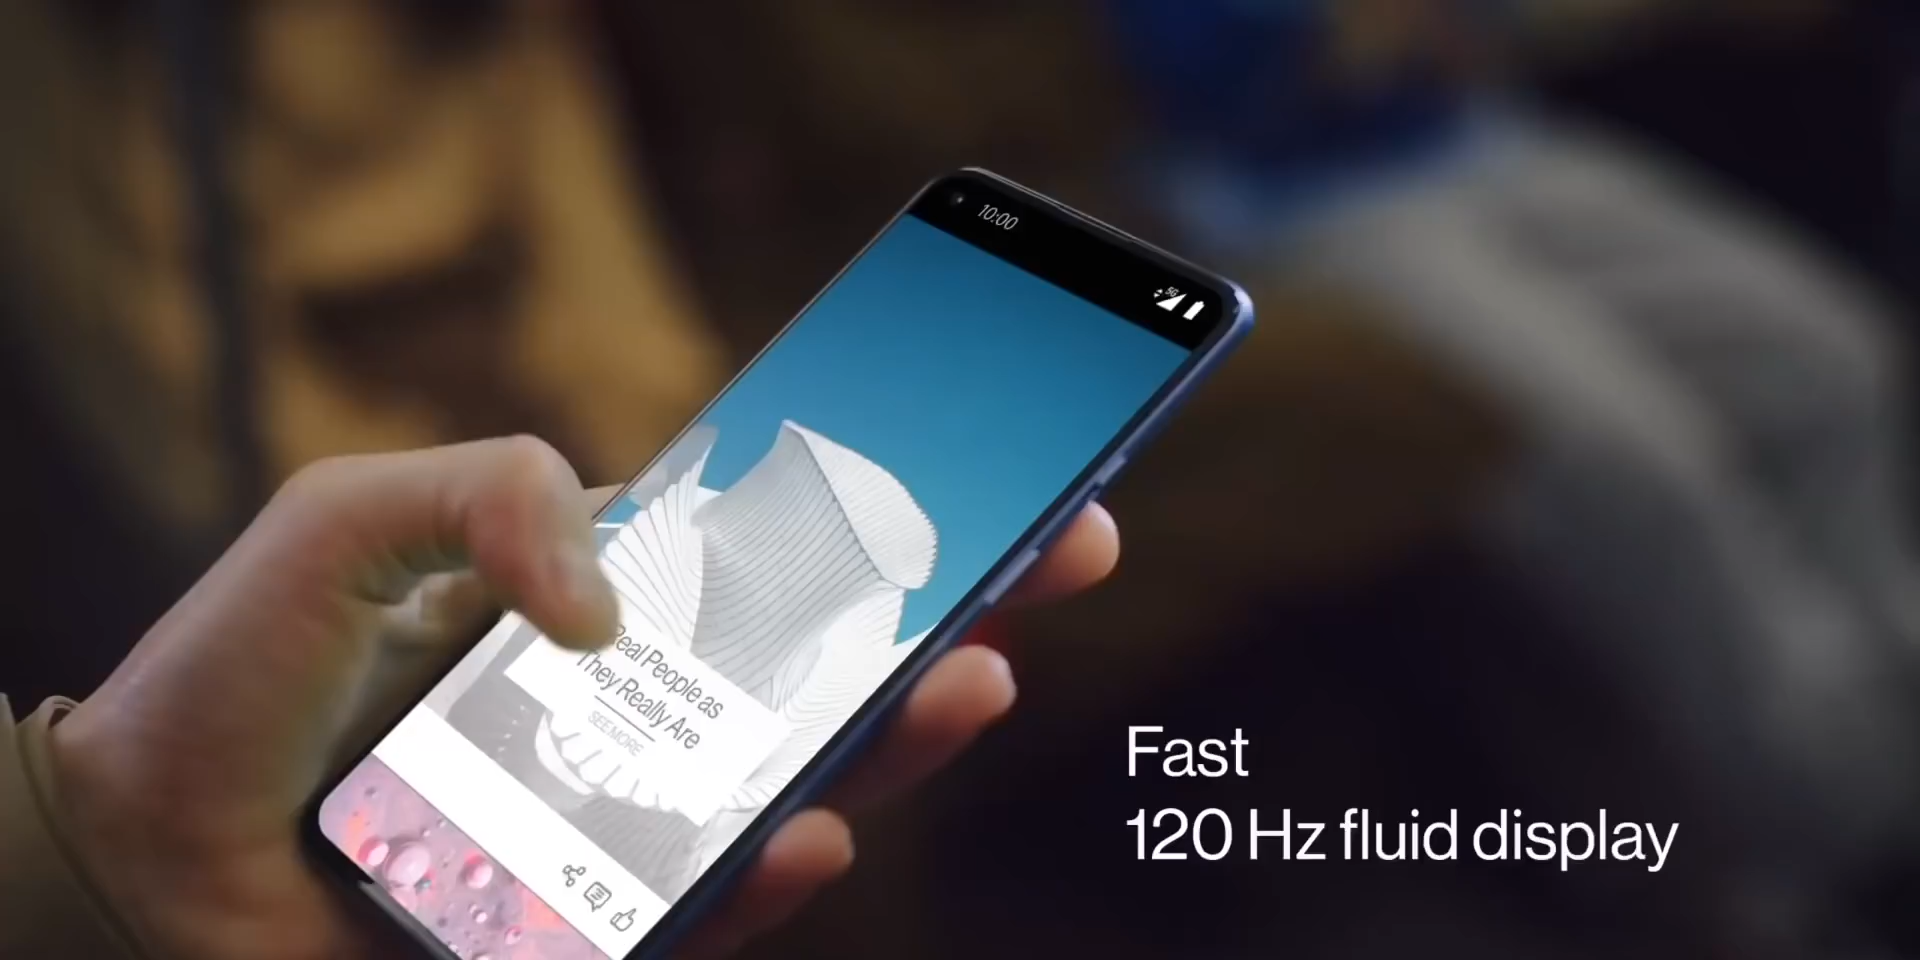 10:00
5G
Real People as
They Really Are
SEE MORE
Fast
120 Hz fluid display